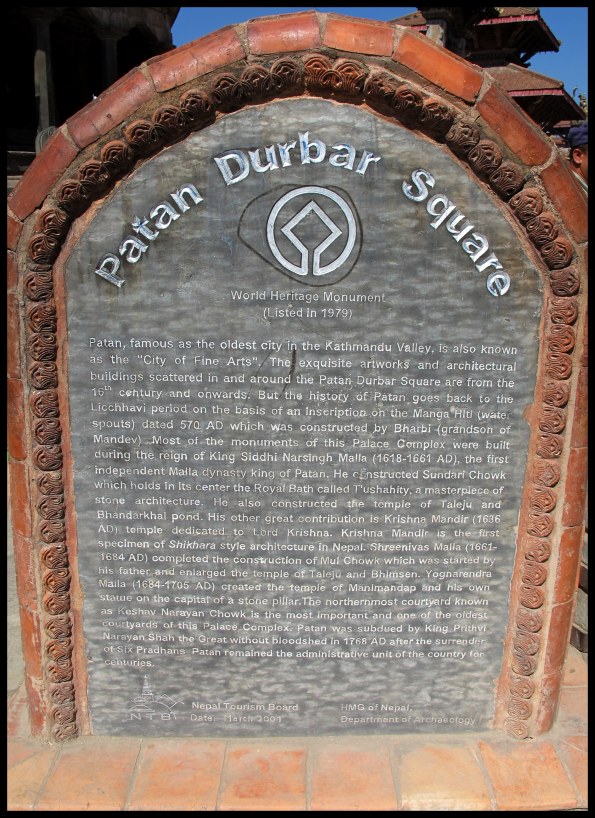 Patan Durbar Square
World Heritage Monument
(Listed in 1979)
Patan, famous as the oldest city in the Kathmandu Valley, is also known
as the "City of Fine Arts". The exquisite artworks and architectural
buildings scattered in and around the Patan Durbar Square are from the
16th century and onwards. But the history of Patan goes back to the
Licchhavi period on the basis of an Inscription on the Manga Hiti (water
spouts) dated 570 AD which was constructed by Bharbi (grandson of
Mandev). Most of the monuments of this Palace Complex were built
during the reign of King Siddhi Narsingh Malla (1618-1661 AD), the first
independent Malla dynasty king of Patan. He constructed Sundari Chowk
which holds in its center the Royal Bath called Tushahity, a masterpiece of
stone architecture. He also constructed the temple of Taleju and
Bhandarkhal pond. His other great contribution is Krishna Mandir (1636
AD) temple dedicated to Lord Krishna. Krishna Mandir is the first
specimen of Shikhara style architecture in Nepal. Shreenivas Malla (1661-
1684 AD) completed the construction of Mul Chowk which was started by
his father and enlarged the temple of Taleju and Bhimsen. Yognarendra
Malla (1684-1705 AD) created the temple of Manimandap and his own
statue on the capital of a stone pillar. The northernmost courtyard known
as Keshav Narayan Chowk is the most important and one of the oldest
courtyards of this Palace Complex. Patan was subdued by King Prithvi
Narayan Shah the Great without bloodshed in 1768 AD after the surrender
of Six Pradhans. Patan remained the administrative unit of the country for
centuries.
NTB
Nepal Tourism Board
Date: March 2001
HMG of Nepal,
Department of Archaeology